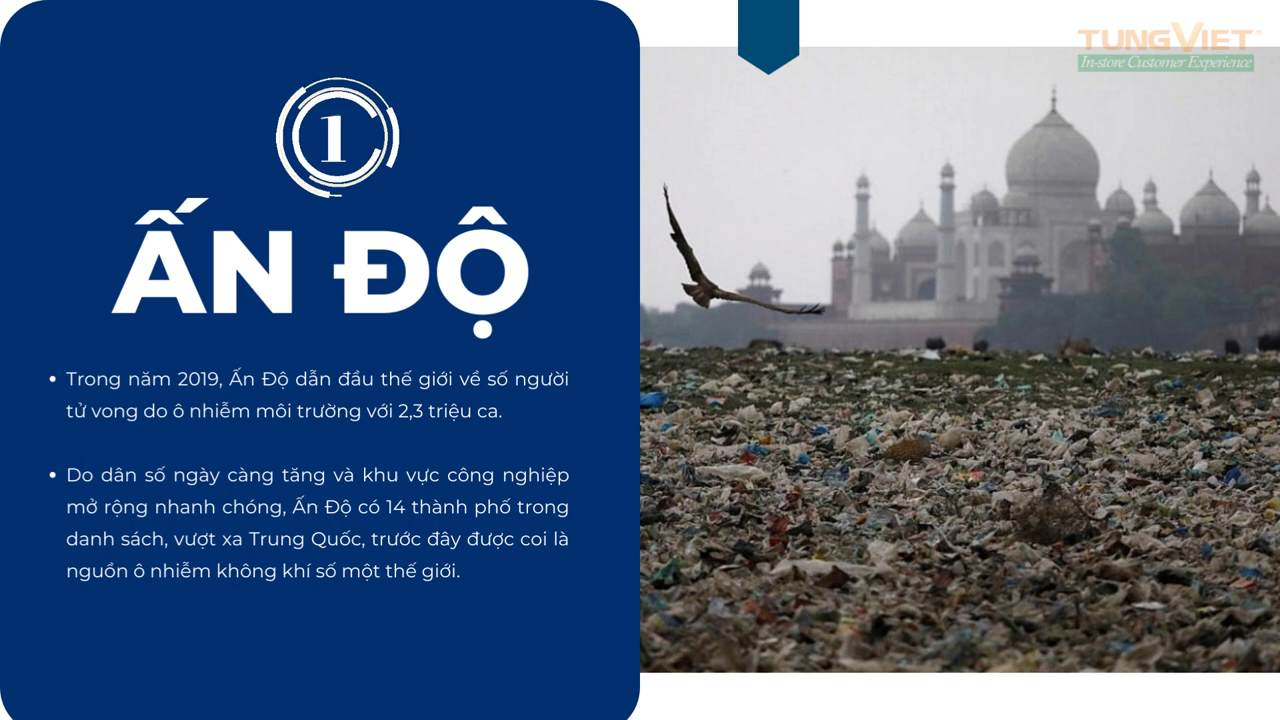 1
ẤN ĐỘ
• Trong năm 2019, Ấn Độ dẫn đầu thế giới về số người
tử vong do ô nhiễm môi trường với 2,3 triệu ca.
• Do dân số ngày càng tăng và khu vực công nghiệp
mở rộng nhanh chóng, Ấn Độ có 14 thành phố trong
danh sách, vượt xa Trung Quốc, trước đây được coi là
nguồn ô nhiễm không khí số một thế giới.
TUNGVIET®
In-store Customer Experience